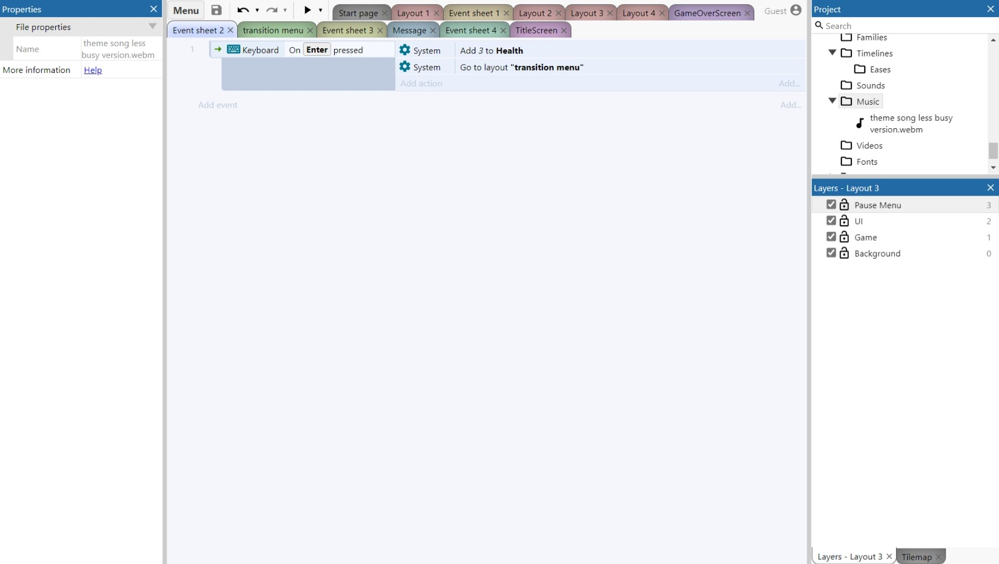 Properties
File properties
Name
theme song less
busy version.webm
More information
Help
Menu
Start page
Layout 1
Event sheet 1
Layout 2
Layout 3
Layout 4
GameOverScreen
Guest
Event sheet 2
transition menu
Event sheet 3
Message
Event sheet 4
TitleScreen
1
Keyboard
On Enter pressed
System
Add 3 to Health
System
Go to layout "transition menu"
Add action
Add...
Add event
Add...
Project
Search
Families
Timelines
Eases
Sounds
Music
theme song less busy
version.webm
Videos
Fonts
Layers - Layout 3
Pause Menu 3
UI 2
Game 1
Background 0
Layers - Layout 3
Tilemap